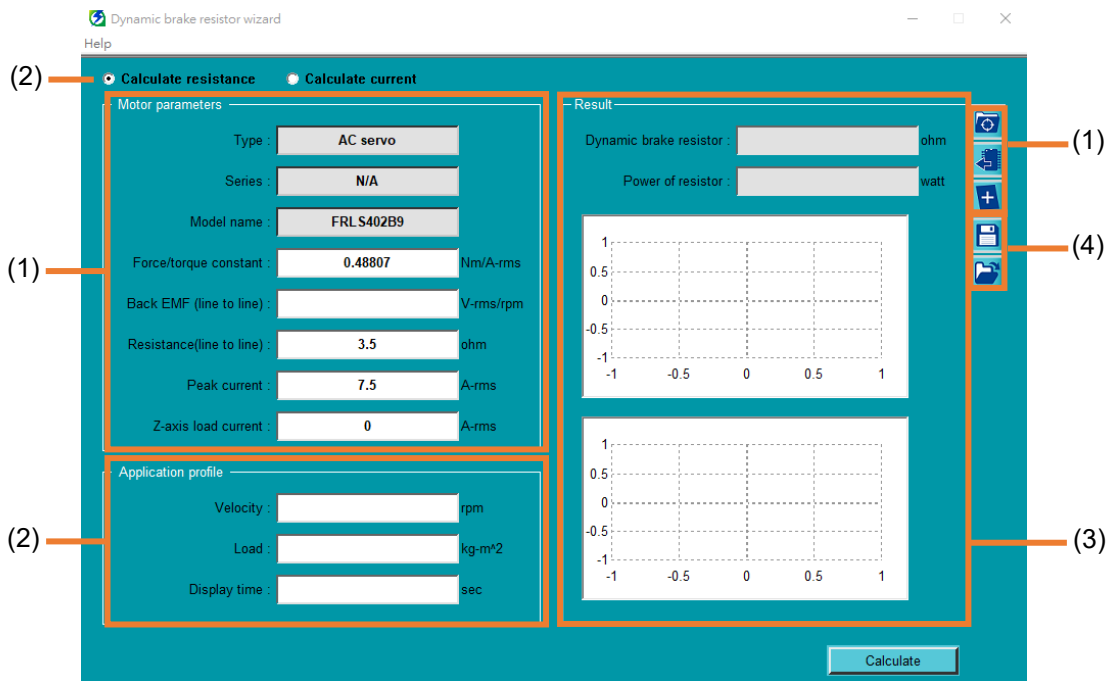 Dynamic brake resistor wizard
Help
(2)
Calculate resistance Calculate current
Motor parameters
Type : AC servo
Series : N/A
Model name : FRLS402B9
(1)
Force/torque constant : 0.48807 Nm/A-rms
Back EMF (line to line) : V-rms/rpm
Resistance(line to line) : 3.5 ohm
Peak current : 7.5 A-rms
Z-axis load current : 0 A-rms
Application profile
Velocity : rpm
(2)
Load : kg-m^2
Display time : sec
Result
Dynamic brake resistor : ohm
Power of resistor : watt
(1)
(4)
1
0.5
0
-0.5
-1
-1 -0.5 0 0.5 1
1
0.5
0
-0.5
-1
-1 -0.5 0 0.5 1
(3)
Calculate